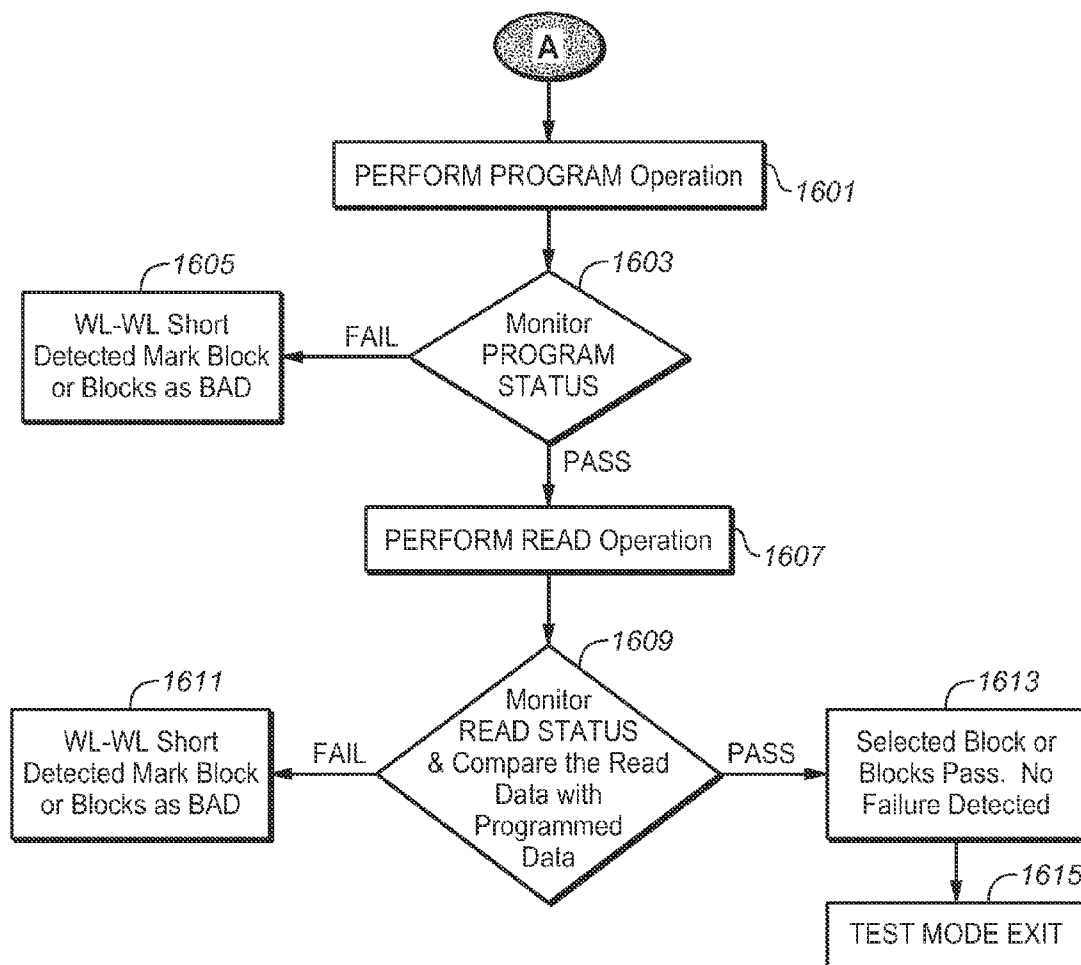 A
PERFORM PROGRAM Operation
1601
1605
1603
WL-WL Short
Detected Mark Block
or Blocks as BAD
FAIL
Monitor
PROGRAM
STATUS
PASS
PERFORM READ Operation
1607
1609
1611
1613
WL-WL Short
Detected Mark Block
or Blocks as BAD
FAIL
Monitor
READ STATUS
& Compare the Read
Data with
Programmed
Data
PASS
Selected Block or
Blocks Pass. No
Failure Detected
1615
TEST MODE EXIT